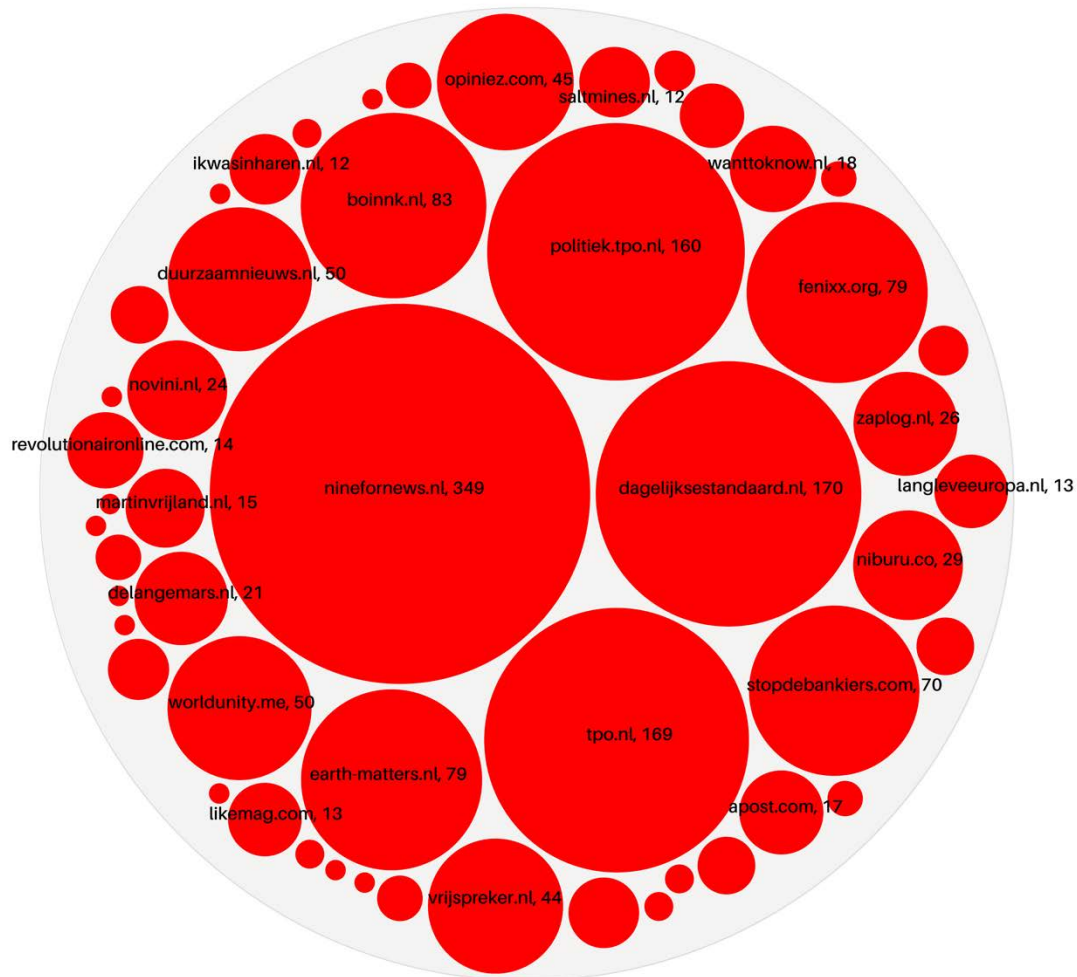 opiniez.com, 45
saltmines.nl, 12
ikwasinharen.nl, 12
wanttoknow.nl, 18
boinnk.nl, 83
politiek.tpo.nl, 160
duurzaamnieuws.nl, 50
fenixx.org, 79
novini.nl, 24
zaplog.nl, 26
revolutionaironline.com, 14
ninefornews.nl, 349
dagelijksestandaard.nl, 170
langleveeuropa.nl, 13
martinvrijland.nl, 15
niburu.co, 29
delangemars.nl, 21
stopdebankiers.com, 70
worldunity.me, 50
tpo.nl, 169
earth-matters.nl, 79
apost.com, 17
likemag.com, 13
vrijspreker.nl, 44